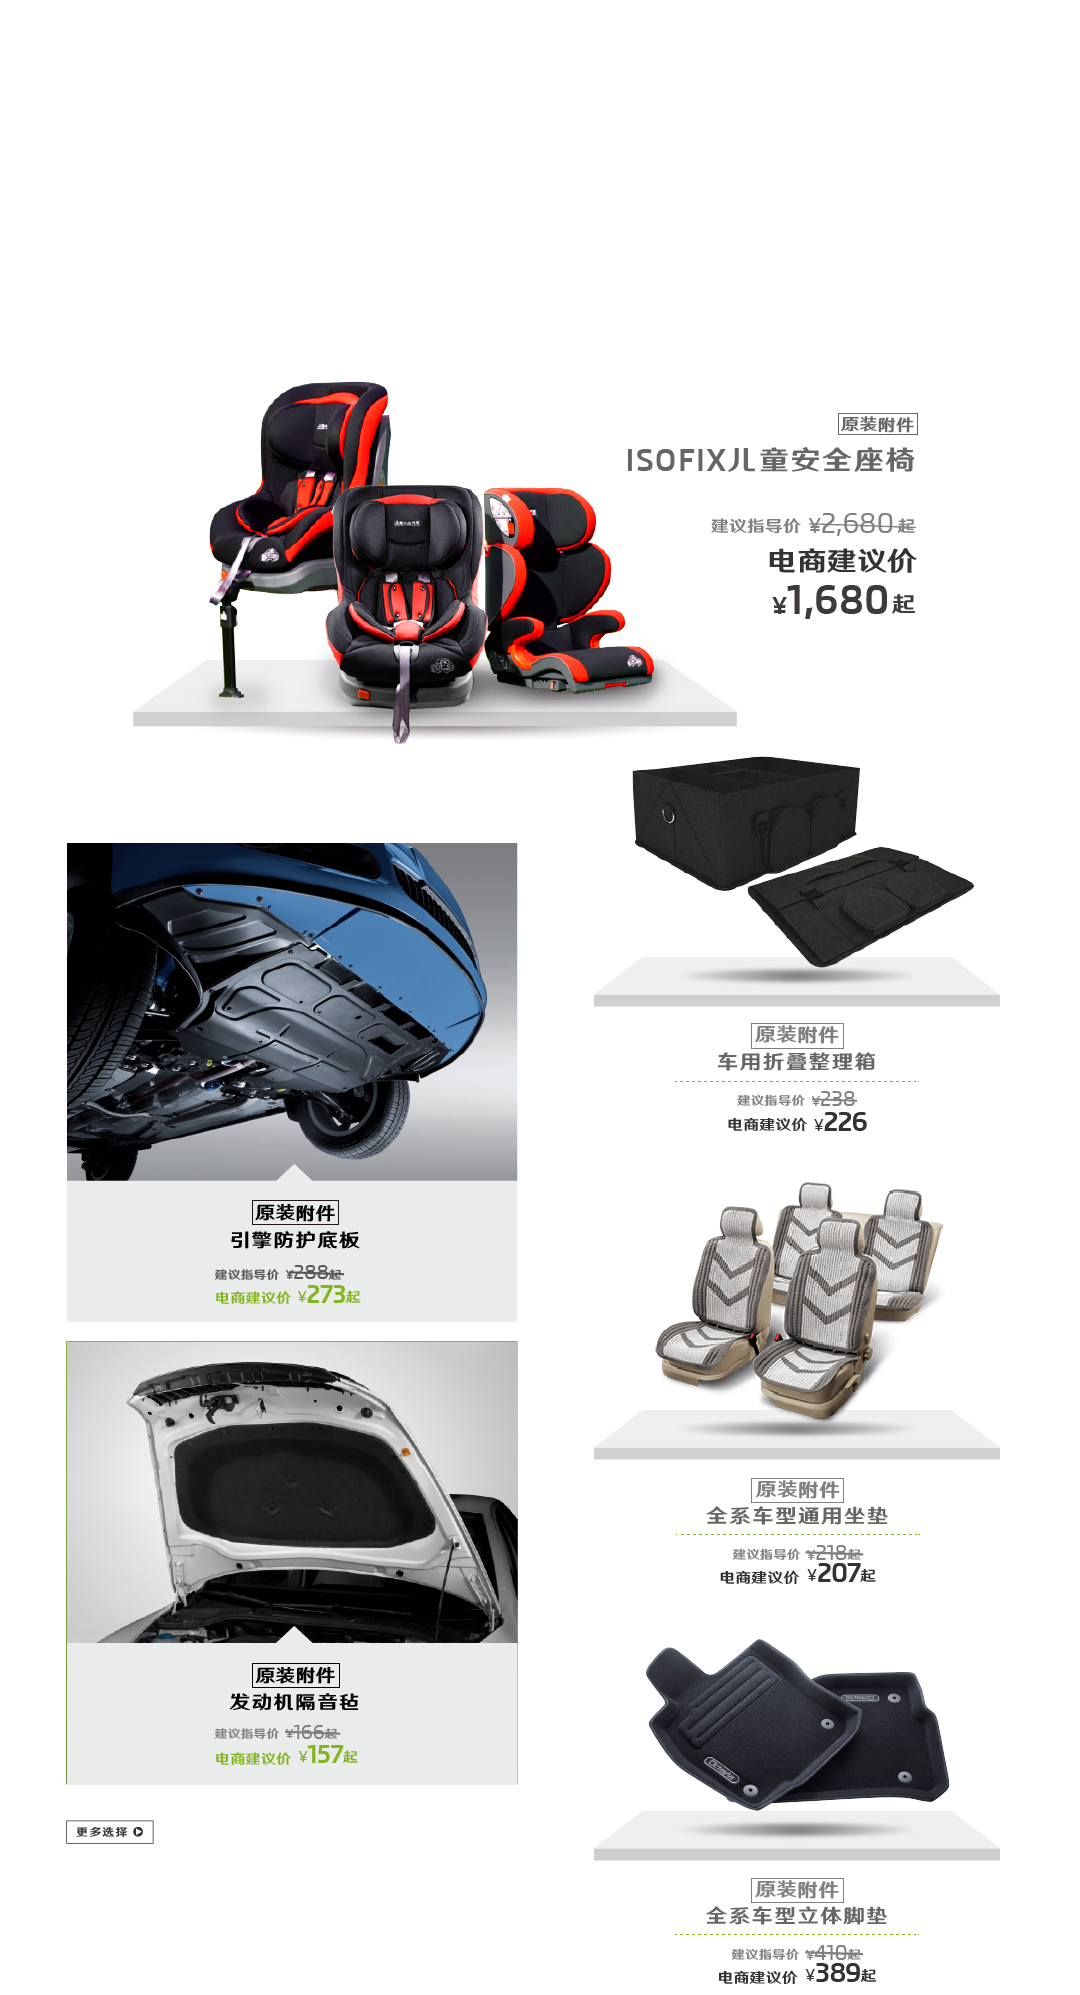 原装附件
ISOFIX儿童安全座椅
建议指导价 ¥2,680起
电商建议价
¥1,680起
原装附件
引擎防护底板
建议指导价 ¥288起
电商建议价 ¥273起
原装附件
发动机隔音毡
建议指导价 ¥166起
电商建议价 ¥157起
更多选择
原装附件
车用折叠整理箱
建议指导价 ¥238
电商建议价 ¥226
原装附件
全系车型通用坐垫
建议指导价 ¥218起
电商建议价 ¥207起
Octavia
Octavia
原装附件
全系车型立体脚垫
建议指导价 ¥410起
电商建议价 ¥389起